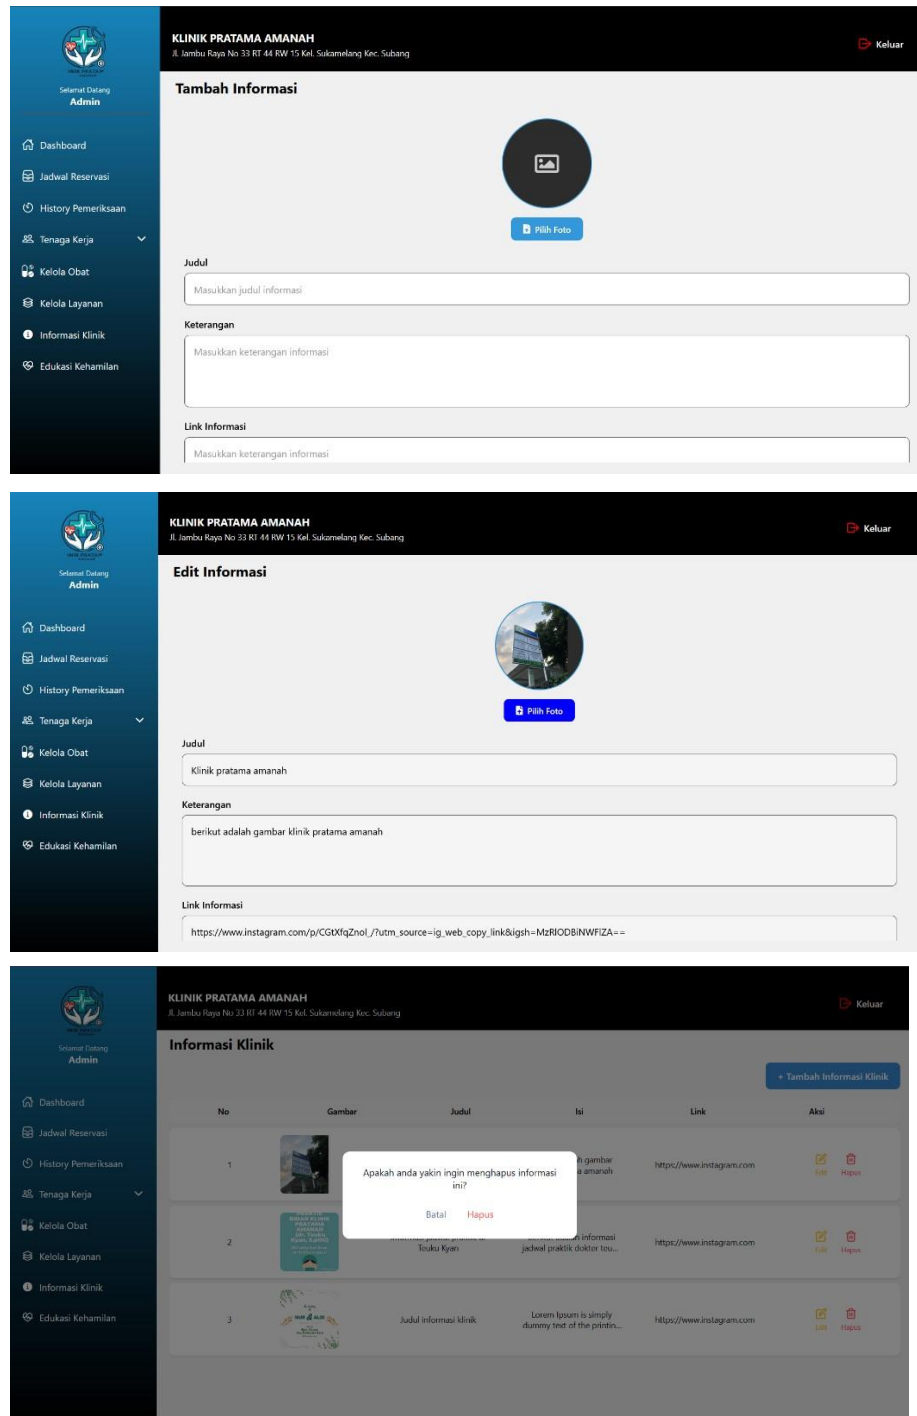 KLINIK PRATAMA AMANAH
Jl. Jambu Raya No 33 RT 44 RW 15 Kel. Sukamelang Kec. Subang
Keluar
Selamat Datang
Admin
Dashboard
Jadwal Reservasi
History Pemeriksaan
Tenaga Kerja
Kelola Obat
Kelola Layanan
Informasi Klinik
Edukasi Kehamilan
Tambah Informasi
Pilih Foto
Judul
Masukkan judul informasi
Keterangan
Masukkan keterangan informasi
Link Informasi
Masukkan keterangan informasi
KLINIK PRATAMA AMANAH
Jl. Jambu Raya No 33 RT 44 RW 15 Kel. Sukamelang Kec. Subang
Keluar
Selamat Datang
Admin
Dashboard
Jadwal Reservasi
History Pemeriksaan
Tenaga Kerja
Kelola Obat
Kelola Layanan
Informasi Klinik
Edukasi Kehamilan
Edit Informasi
Pilih Foto
Judul
Klinik pratama amanah
Keterangan
berikut adalah gambar klinik pratama amanah
Link Informasi
https://www.instagram.com/p/CGtXfqZnol_/?utm_source=ig_web_copy_link&igsh=MzRlODBiNWFlZA==
KLINIK PRATAMA AMANAH
Jl. Jambu Raya No 33 RT 44 RW 15 Kel. Sukamelang Kec. Subang
Keluar
Selamat Datang
Admin
Dashboard
Jadwal Reservasi
History Pemeriksaan
Tenaga Kerja
Kelola Obat
Kelola Layanan
Informasi Klinik
Edukasi Kehamilan
Informasi Klinik
+ Tambah Informasi Klinik
No Gambar Judul Isi Link Aksi
1 gambar https://www.instagram.com Edit Hapus
amanah
Apakah anda yakin ingin menghapus informasi
ini?
Batal Hapus
2 informasi https://www.instagram.com Edit Hapus
Teuku Kyan jadwal praktik dokter teu...
3 Judul informasi klinik Lorem Ipsum is simply https://www.instagram.com Edit Hapus
dummy text of the printin...